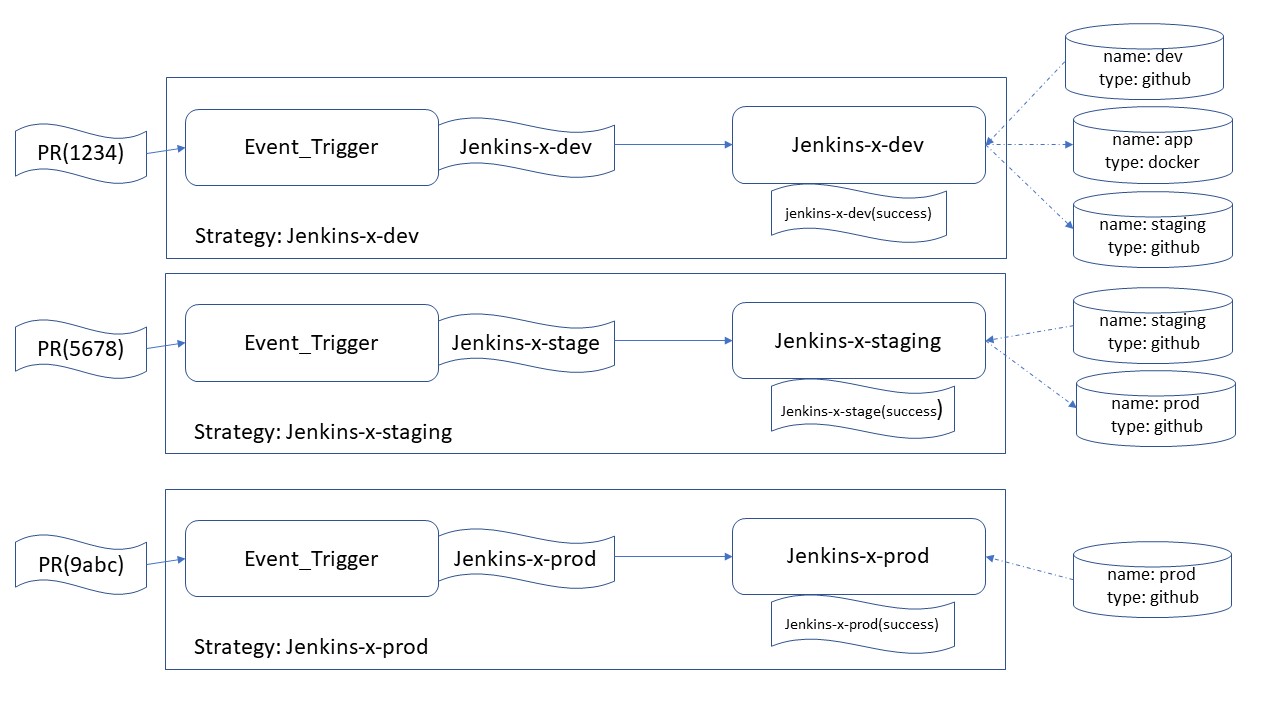 name: dev
type: github
PR(1234)
Event_Trigger
Jenkins-x-dev
Jenkins-x-dev
name: app
type: docker
jenkins-x-dev(success)
Strategy: Jenkins-x-dev
name: staging
type: github
PR(5678)
Event_Trigger
Jenkins-x-stage
Jenkins-x-staging
name: staging
type: github
Jenkins-x-stage(success)
Strategy: Jenkins-x-staging
name: prod
type: github
PR(9abc)
Event_Trigger
Jenkins-x-prod
Jenkins-x-prod
name: prod
type: github
Jenkins-x-prod(success)
Strategy: Jenkins-x-prod